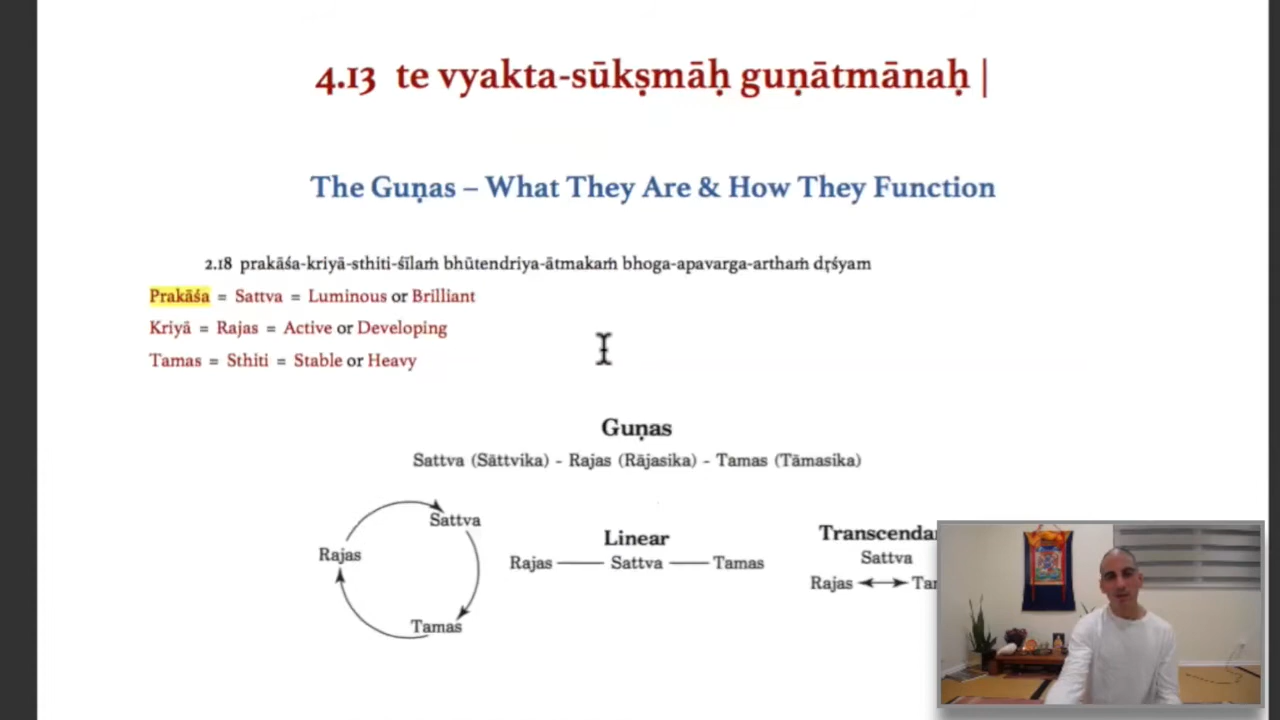 4.13 te vyakta-sūkṣmāḥ guṇātmānaḥ |
The Guṇas – What They Are & How They Function
2.18 prakāśa-kriyā-sthiti-śīlaṁ bhūtendriya-ātmakaṁ bhoga-apavarga-arthaṁ dṛśyam
Prakāśa = Sattva = Luminous or Brilliant
Kriyā = Rajas = Active or Developing
Tamas = Sthiti = Stable or Heavy
Guṇas
Sattva (Sāttvika) - Rajas (Rājasika) - Tamas (Tāmasika)
Sattva
Rajas
Tamas
Linear
Rajas Sattva Tamas
Sattva
Rajas